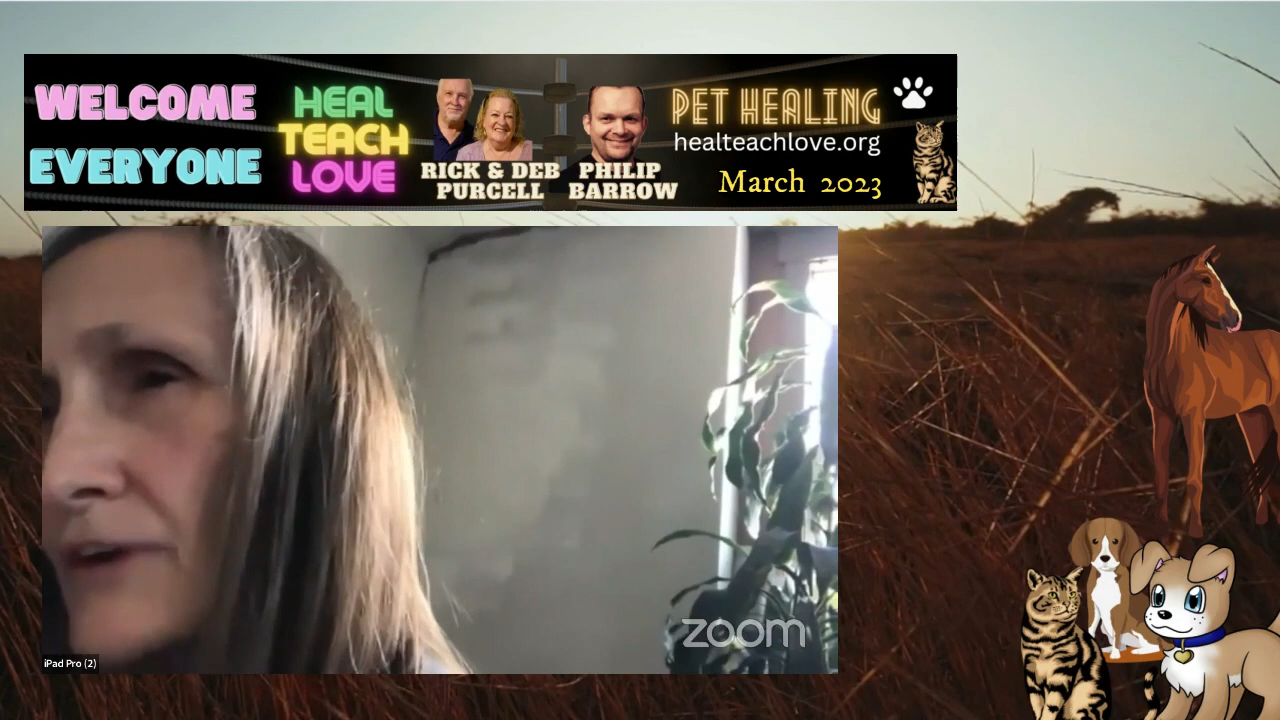 WELCOME
EVERYONE
HEAL
TEACH
LOVE
RICK & DEB
PURCELL
PHILIP
BARROW
PET HEALING
healteachlove.org
March 2023
zoom
iPad Pro (2)